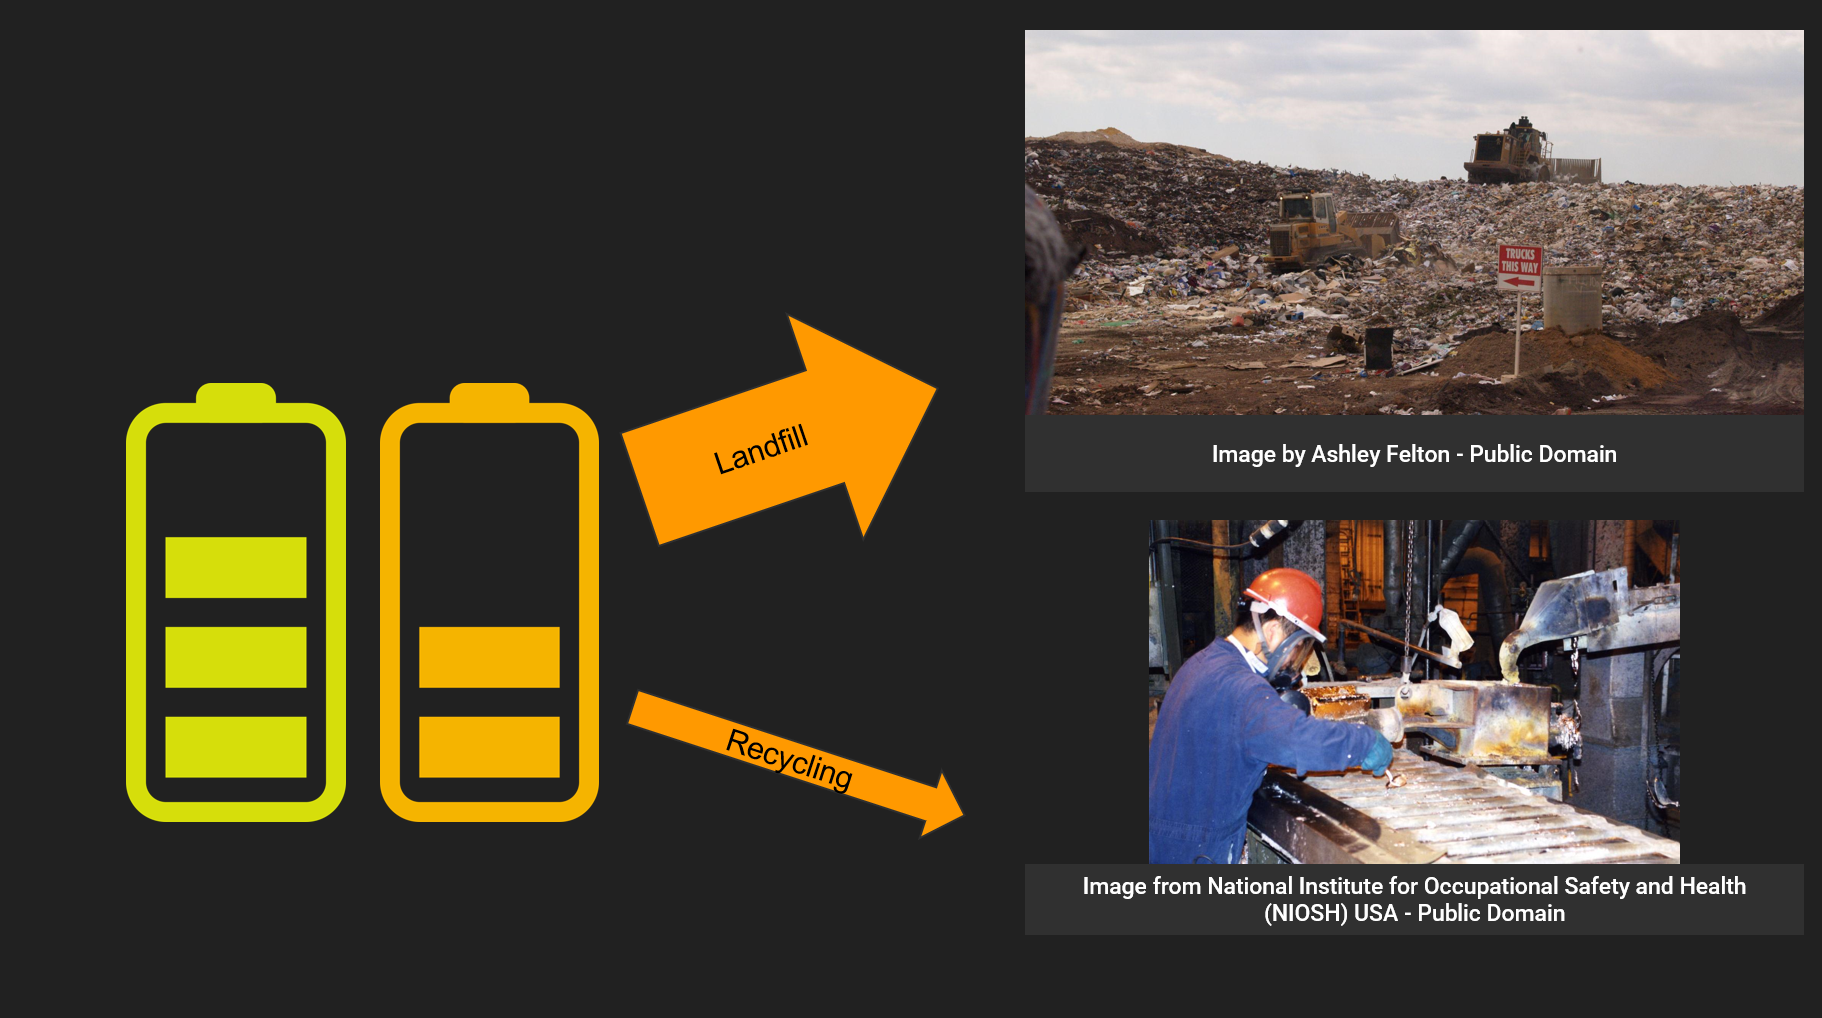 TRUCKS
THIS WAY
Image by Ashley Felton - Public Domain
Landfill
Recycling
Image from National Institute for Occupational Safety and Health
(NIOSH) USA - Public Domain